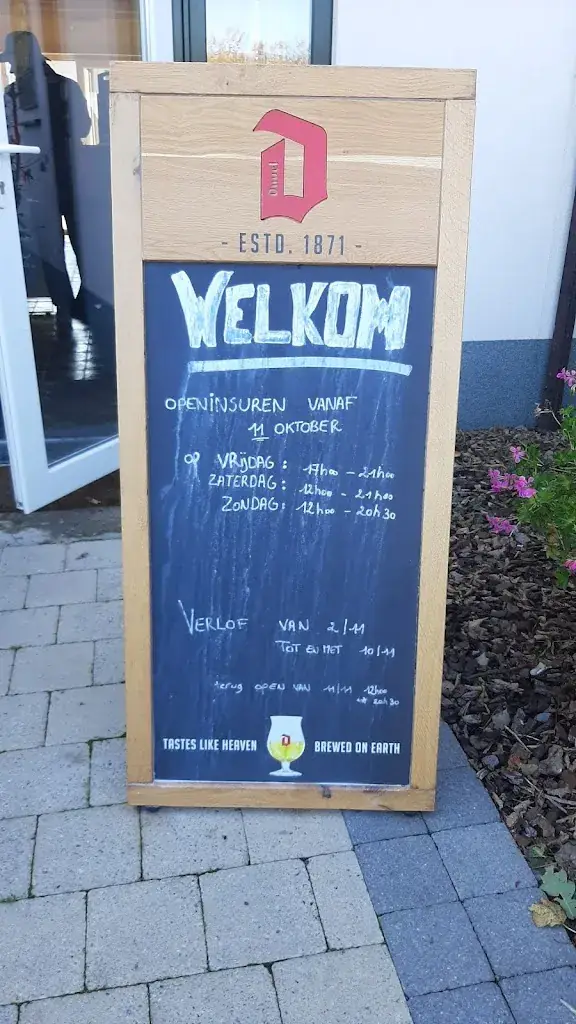 Duvel
- ESTD. 1871 -
WELKOM
OPENINSUREN VANAF
11 OKTOBER
OP VRIJDAG: 17h00 - 21h00
ZATERDAG: 12h00 - 21h00
ZONDAG: 12h00 - 20h30
VERLOF VAN 2/11
TOT EN MET 10/11
terug OPEN VAN 11/11 12h00
20h30
TASTES LIKE HEAVEN BREWED ON EARTH